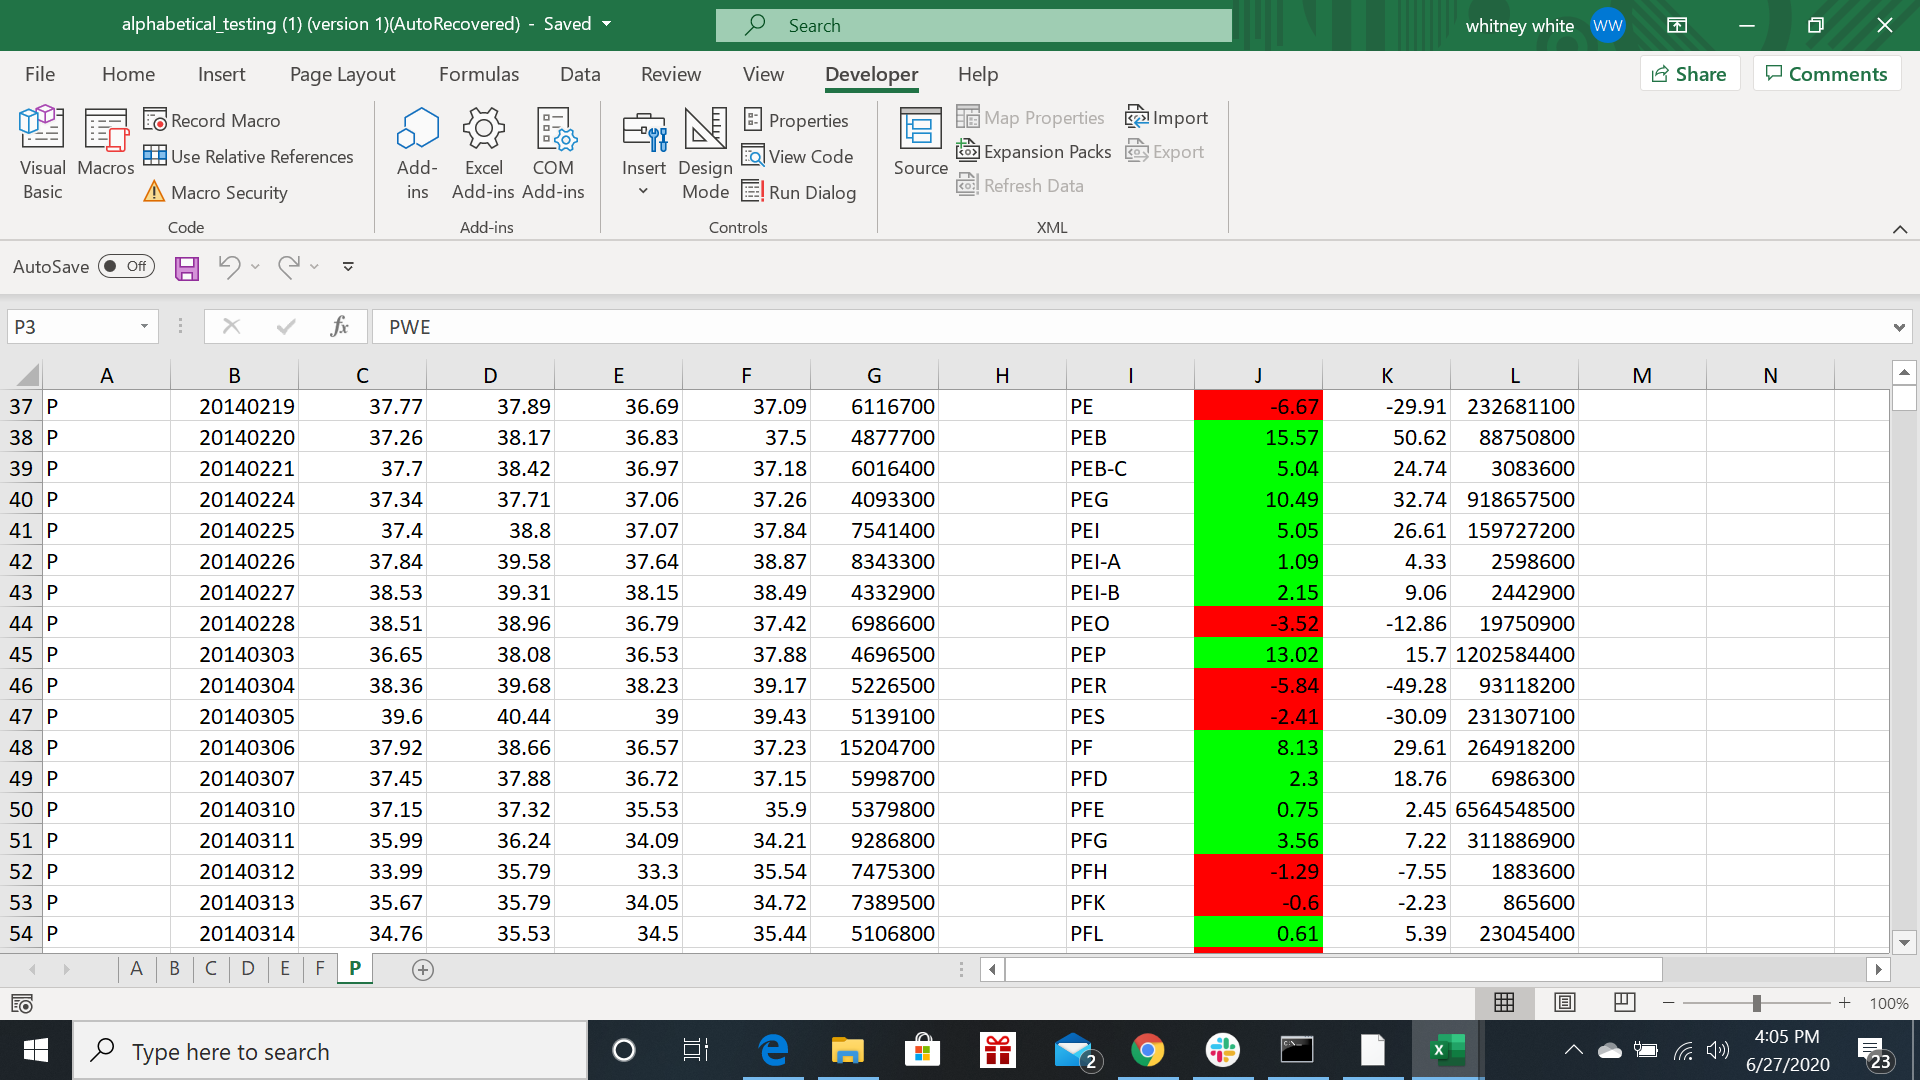 alphabetical_testing (1) (version 1)(AutoRecovered) - Saved
Search
whitney white WW
File Home Insert Page Layout Formulas Data Review View Developer Help Share Comments
Visual Basic
Macros
Record Macro
Use Relative References
Macro Security
Code
Add-ins
Excel Add-ins
COM Add-ins
Add-ins
Insert
Design Mode
Properties
View Code
Run Dialog
Controls
Source
Map Properties
Expansion Packs
Refresh Data
Import
Export
XML
AutoSave Off
P3 fx PWE
A B C D E F G H I J K L M N
37 P 20140219 37.77 37.89 36.69 37.09 6116700 PE -6.67 -29.91 232681100
38 P 20140220 37.26 38.17 36.83 37.5 4877700 PEB 15.57 50.62 88750800
39 P 20140221 37.7 38.42 36.97 37.18 6016400 PEB-C 5.04 24.74 3083600
40 P 20140224 37.34 37.71 37.06 37.26 4093300 PEG 10.49 32.74 918657500
41 P 20140225 37.4 38.8 37.07 37.84 7541400 PEI 5.05 26.61 159727200
42 P 20140226 37.84 39.58 37.64 38.87 8343300 PEI-A 1.09 4.33 2598600
43 P 20140227 38.53 39.31 38.15 38.49 4332900 PEI-B 2.15 9.06 2442900
44 P 20140228 38.51 38.96 36.79 37.42 6986600 PEO -3.52 -12.86 19750900
45 P 20140303 36.65 38.08 36.53 37.88 4696500 PEP 13.02 15.7 1202584400
46 P 20140304 38.36 39.68 38.23 39.17 5226500 PER -5.84 -49.28 93118200
47 P 20140305 39.6 40.44 39 39.43 5139100 PES -2.41 -30.09 231307100
48 P 20140306 37.92 38.66 36.57 37.23 15204700 PF 8.13 29.61 264918200
49 P 20140307 37.45 37.88 36.72 37.15 5998700 PFD 2.3 18.76 6986300
50 P 20140310 37.15 37.32 35.53 35.9 5379800 PFE 0.75 2.45 6564548500
51 P 20140311 35.99 36.24 34.09 34.21 9286800 PFG 3.56 7.22 311886900
52 P 20140312 33.99 35.79 33.3 35.54 7475300 PFH -1.29 -7.55 1883600
53 P 20140313 35.67 35.79 34.05 34.72 7389500 PFK -0.6 -2.23 865600
54 P 20140314 34.76 35.53 34.5 35.44 5106800 PFL 0.61 5.39 23045400
A B C D E F P
100%
Type here to search
2
4:05 PM
6/27/2020
23